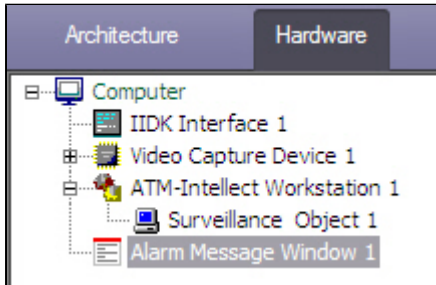 Architecture Hardware
Computer
IIDK Interface 1
Video Capture Device 1
ATM-Intellect Workstation 1
Surveillance Object 1
Alarm Message Window 1